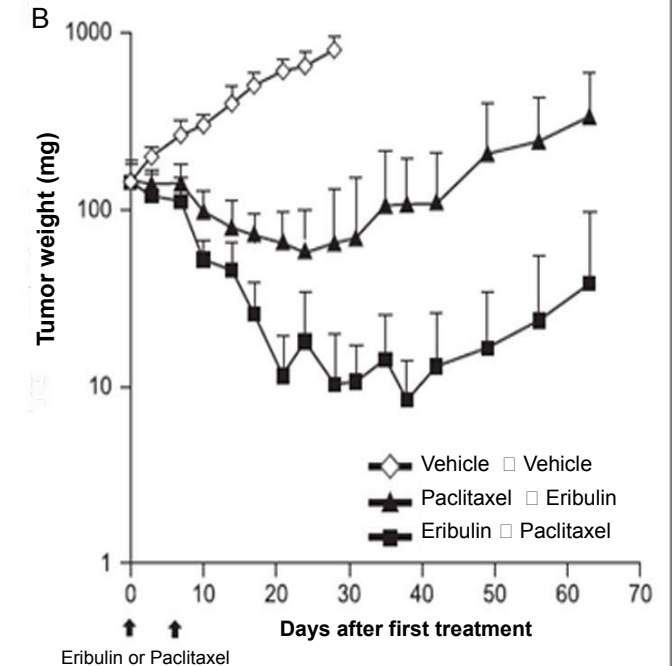 B
1000
100
10
1
Tumor weight (mg)
Vehicle □ Vehicle
Paclitaxel □ Eribulin
Eribulin □ Paclitaxel
0 10 20 30 40 50 60 70
Days after first treatment
Eribulin or Paclitaxel